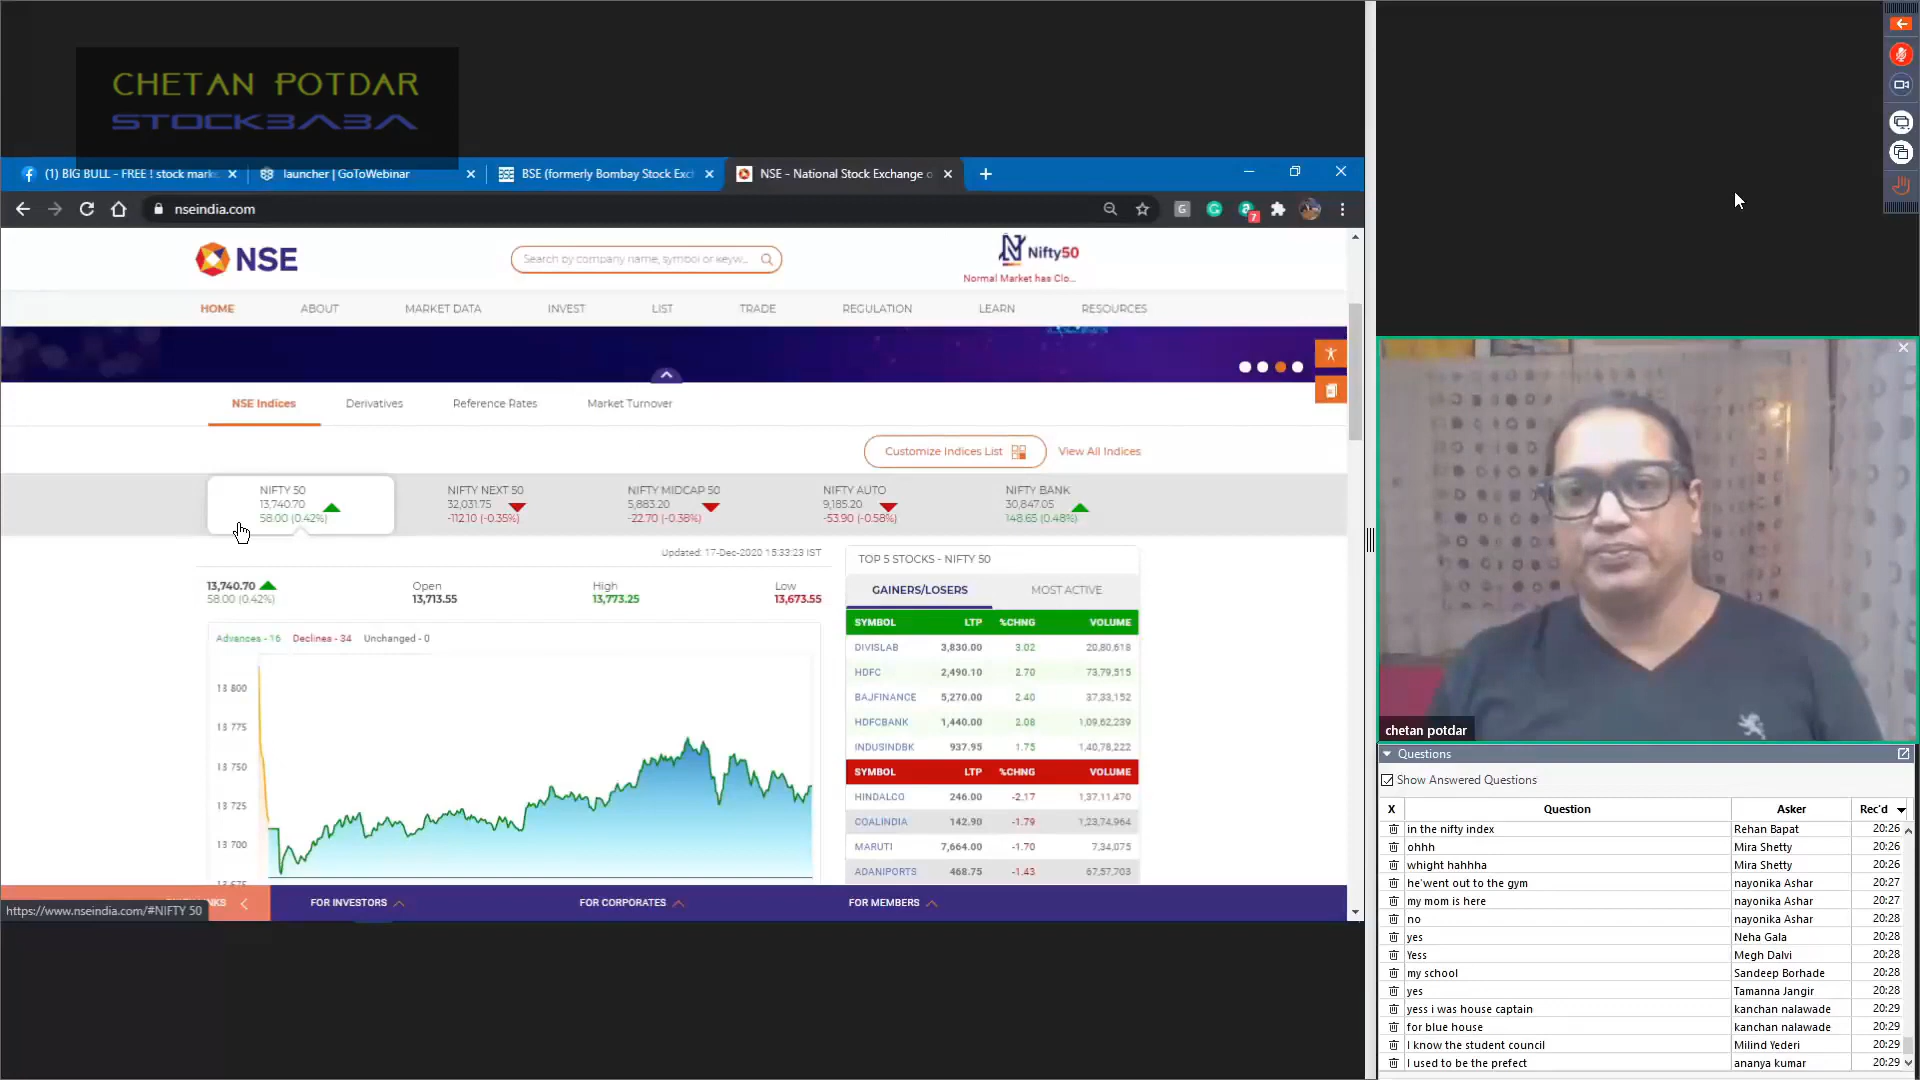 CHETAN POTDAR
STOCKBABA
(1) BIG BULL - FREE ! stock mark
launcher | GoToWebinar
BSE (formerly Bombay Stock Exc
NSE - National Stock Exchange o
nseindia.com
7
NSE
Search by company name, symbol or keyw...
Nifty50
Normal Market has Clo...
HOME ABOUT MARKET DATA INVEST LIST TRADE REGULATION LEARN RESOURCES
NSE Indices Derivatives Reference Rates Market Turnover
Customize Indices List View All Indices
NIFTY 50 NIFTY NEXT 50 NIFTY MIDCAP 50 NIFTY AUTO NIFTY BANK
13,740.70 32,031.75 5,883.20 9,185.20 30,847.05
58.00 (0.42%) -112.10 (-0.35%) -22.70 (-0.38%) -53.90 (-0.58%) 148.65 (0.48%)
Updated: 17-Dec-2020 15:33:23 IST
13,740.70 Open High Low
58.00 (0.42%) 13,713.55 13,773.25 13,673.55
Advances - 16 Declines - 34 Unchanged - 0
13 800
13 775
13 750
13 725
13 700
13 675
TOP 5 STOCKS - NIFTY 50
GAINERS/LOSERS MOST ACTIVE
SYMBOL LTP %CHNG VOLUME
DIVISLAB 3,830.00 3.02 20,80,618
HDFC 2,490.10 2.70 73,79,515
BAJFINANCE 5,270.00 2.40 37,33,152
HDFCBANK 1,440.00 2.08 1,09,62,239
INDUSINDBK 937.95 1.75 1,40,78,222
SYMBOL LTP %CHNG VOLUME
HINDALCO 246.00 -2.17 1,37,11,470
COALINDIA 142.90 -1.79 1,23,74,964
MARUTI 7,664.00 -1.70 7,34,075
ADANIPORTS 468.75 -1.43 67,57,703
FOR INVESTORS FOR CORPORATES FOR MEMBERS
https://www.nseindia.com/#NIFTY 50
chetan potdar
Questions
Show Answered Questions
X Question Asker Rec'd
in the nifty index Rehan Bapat 20:26
ohhh Mira Shetty 20:26
whight hahhha Mira Shetty 20:26
he'went out to the gym nayonika Ashar 20:27
my mom is here nayonika Ashar 20:27
no nayonika Ashar 20:28
yes Neha Gala 20:28
Yess Megh Dalvi 20:28
my school Sandeep Borhade 20:28
yes Tamanna Jangir 20:28
yess i was house captain kanchan nalawade 20:29
for blue house kanchan nalawade 20:29
I know the student council Milind Yederi 20:29
I used to be the prefect ananya kumar 20:29